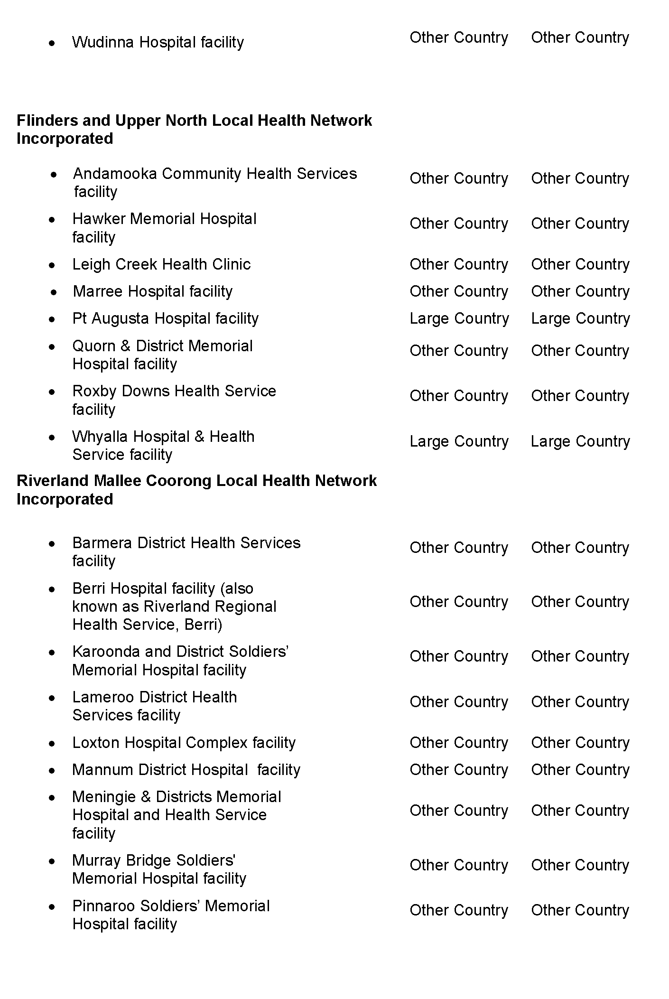 • Wudinna Hospital facility Other Country Other Country
Flinders and Upper North Local Health Network
Incorporated
• Andamooka Community Health Services
facility Other Country Other Country
• Hawker Memorial Hospital
facility Other Country Other Country
• Leigh Creek Health Clinic Other Country Other Country
• Marree Hospital facility Other Country Other Country
• Pt Augusta Hospital facility Large Country Large Country
• Quorn & District Memorial
Hospital facility Other Country Other Country
• Roxby Downs Health Service
facility Other Country Other Country
• Whyalla Hospital & Health
Service facility Large Country Large Country
Riverland Mallee Coorong Local Health Network
Incorporated
• Barmera District Health Services
facility Other Country Other Country
• Berri Hospital facility (also
known as Riverland Regional Other Country Other Country
Health Service, Berri)
• Karoonda and District Soldiers’
Memorial Hospital facility Other Country Other Country
• Lameroo District Health
Services facility Other Country Other Country
• Loxton Hospital Complex facility Other Country Other Country
• Mannum District Hospital  facility Other Country Other Country
• Meningie & Districts Memorial
Hospital and Health Service Other Country Other Country
facility
• Murray Bridge Soldiers'
Memorial Hospital facility Other Country Other Country
• Pinnaroo Soldiers’ Memorial
Hospital facility Other Country Other Country